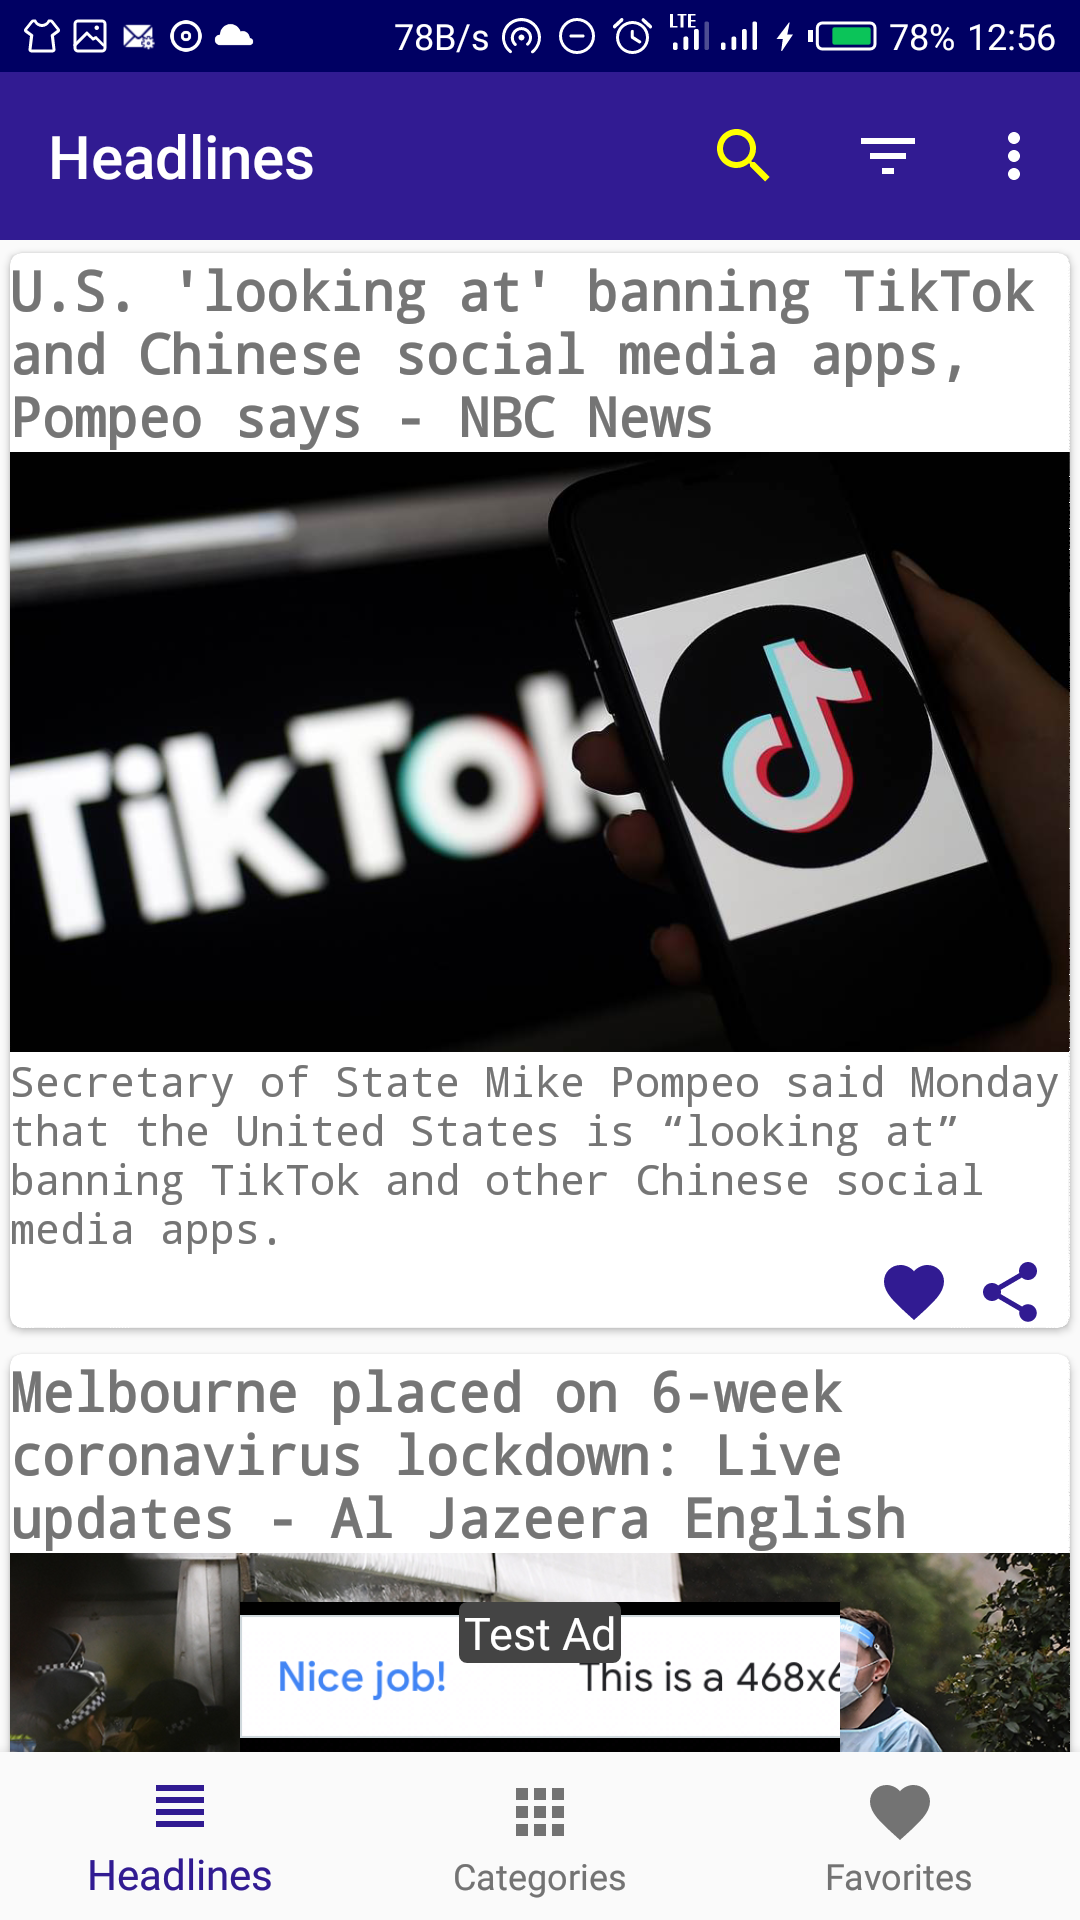 78B/s LTE 78% 12:56
Headlines
U.S. 'looking at' banning TikTok
and Chinese social media apps,
Pompeo says - NBC News
TikTok
Secretary of State Mike Pompeo said Monday
that the United States is “looking at”
banning TikTok and other Chinese social
media apps.
Melbourne placed on 6-week
coronavirus lockdown: Live
updates - Al Jazeera English
Test Ad
Nice job! This is a 468x6
Headlines Categories Favorites